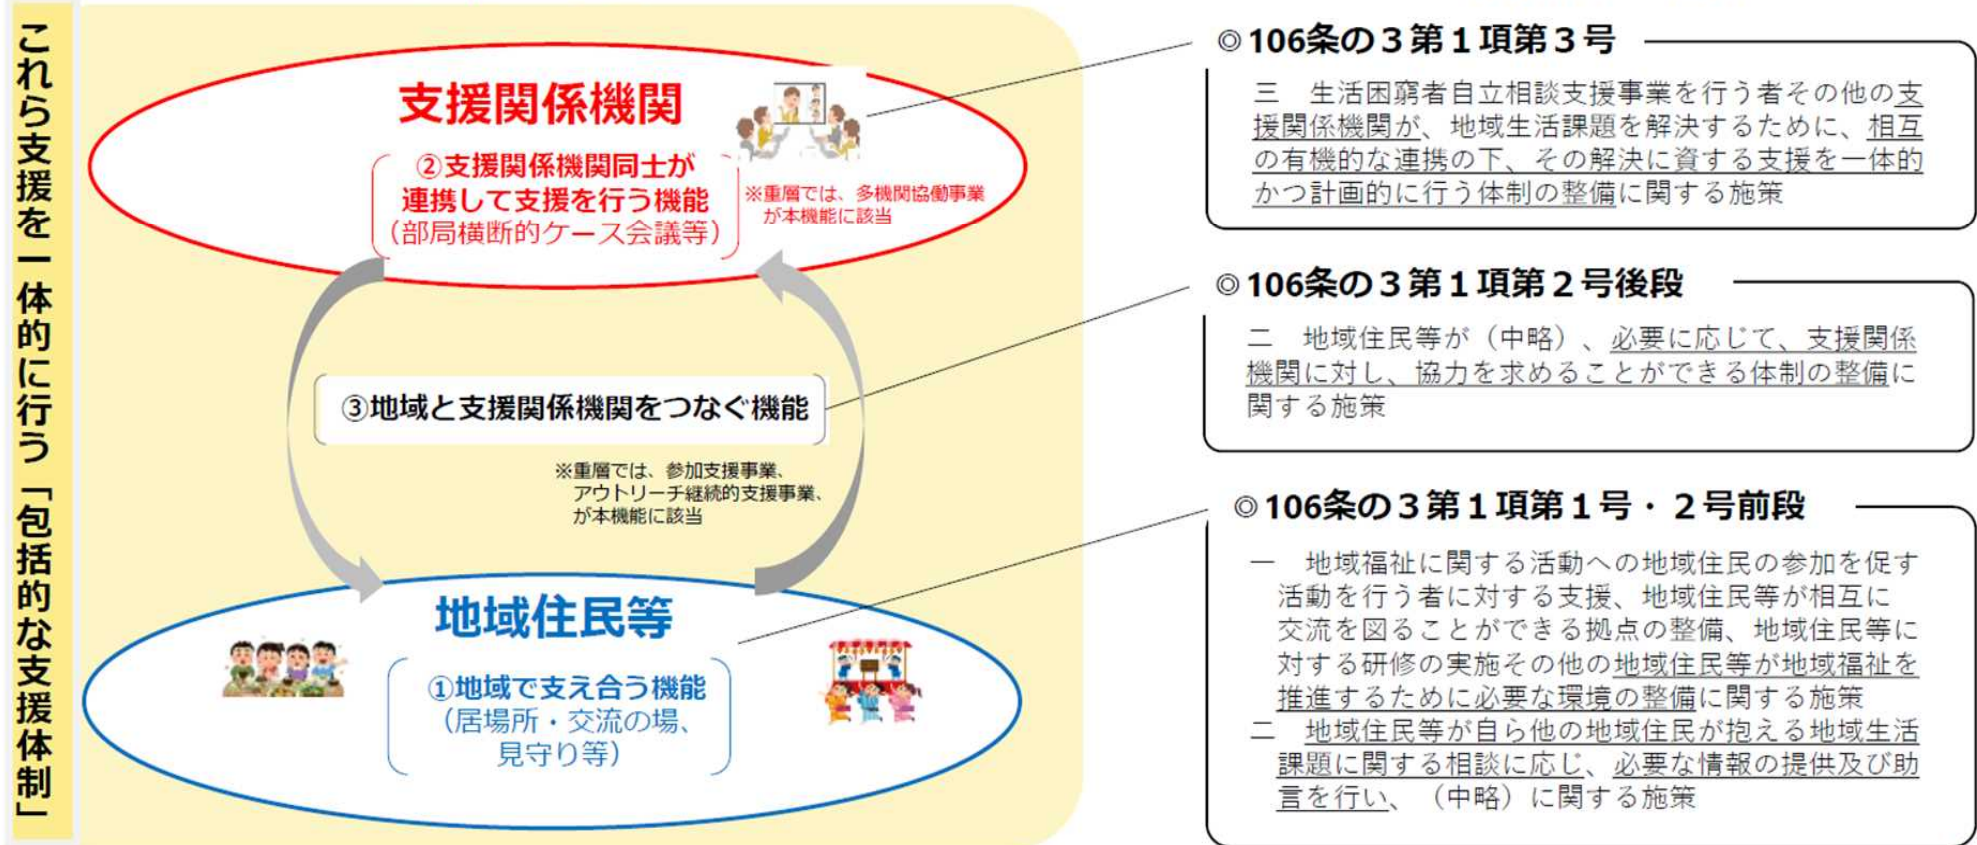 これら支援を一体的に行う「包括的な支援体制」
支援関係機関
②支援関係機関同士が
連携して支援を行う機能
（部局横断的ケース会議等）
※重層では、多機関協働事業
が本機能に該当
③地域と支援関係機関をつなぐ機能
※重層では、参加支援事業、
アウトリーチ継続的支援事業、
が本機能に該当
地域住民等
①地域で支え合う機能
（居場所・交流の場、
見守り等）
◎106条の３第１項第３号
三　生活困窮者自立相談支援事業を行う者その他の支
援関係機関が、地域生活課題を解決するために、相互
の有機的な連携の下、その解決に資する支援を一体的
かつ計画的に行う体制の整備に関する施策
◎106条の３第１項第２号後段
二　地域住民等が（中略）、必要に応じて、支援関係
機関に対し、協力を求めることができる体制の整備に
関する施策
◎106条の３第１項第１号・２号前段
一　地域福祉に関する活動への地域住民の参加を促す
活動を行う者に対する支援、地域住民等が相互に
交流を図ることができる拠点の整備、地域住民等に
対する研修の実施その他の地域住民等が地域福祉を
推進するために必要な環境の整備に関する施策
二　地域住民等が自ら他の地域住民が抱える地域生活
課題に関する相談に応じ、必要な情報の提供及び助
言を行い、（中略）に関する施策